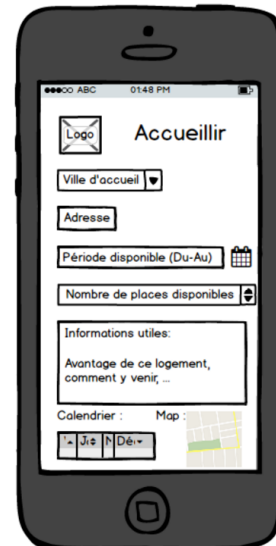 ABC 01:48 PM
Logo
Accueillir
Ville d'accueil
Adresse
Période disponible (Du-Au)
Nombre de places disponibles
Informations utiles:
Avantage de ce logement,
comment y venir, ...
Calendrier : Map :